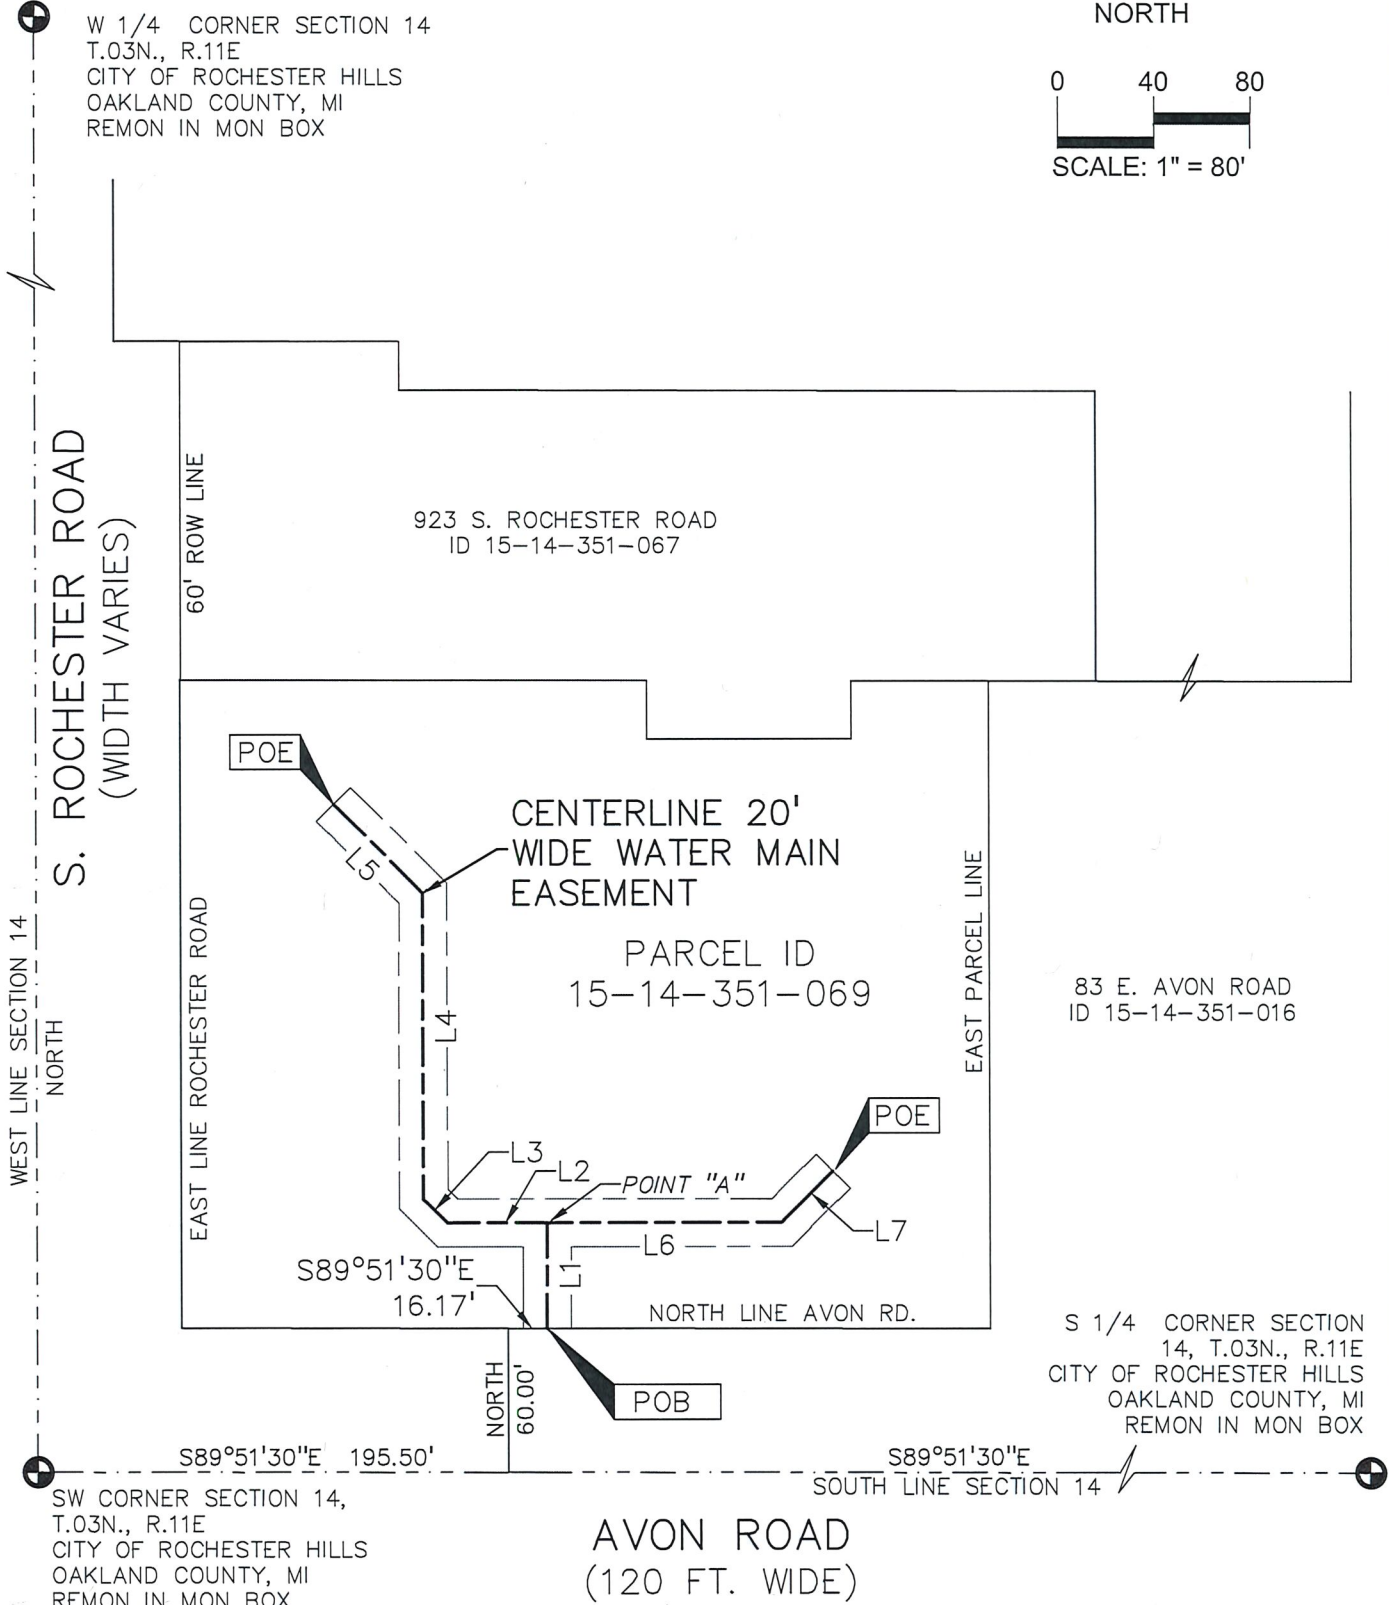 W 1/4 CORNER SECTION 14
T.03N., R.11E
CITY OF ROCHESTER HILLS
OAKLAND COUNTY, MI
REMON IN MON BOX
NORTH
0 40 80
SCALE: 1" = 80'
S. ROCHESTER ROAD
(WIDTH VARIES)
60' ROW LINE
923 S. ROCHESTER ROAD
ID 15-14-351-067
POE
CENTERLINE 20'
WIDE WATER MAIN
EASEMENT
L5
PARCEL ID
15-14-351-069
EAST PARCEL LINE
83 E. AVON ROAD
ID 15-14-351-016
WEST LINE SECTION 14
NORTH
EAST LINE ROCHESTER ROAD
L4
POE
L3
L2
POINT "A"
L7
L6
L1
S89°51'30"E
16.17'
NORTH LINE AVON RD.
S 1/4 CORNER SECTION
14, T.03N., R.11E
CITY OF ROCHESTER HILLS
OAKLAND COUNTY, MI
REMON IN MON BOX
NORTH
60.00'
POB
S89°51'30"E 195.50'
S89°51'30"E
SOUTH LINE SECTION 14
SW CORNER SECTION 14,
T.03N., R.11E
CITY OF ROCHESTER HILLS
OAKLAND COUNTY, MI
REMON IN MON BOX
AVON ROAD
(120 FT. WIDE)